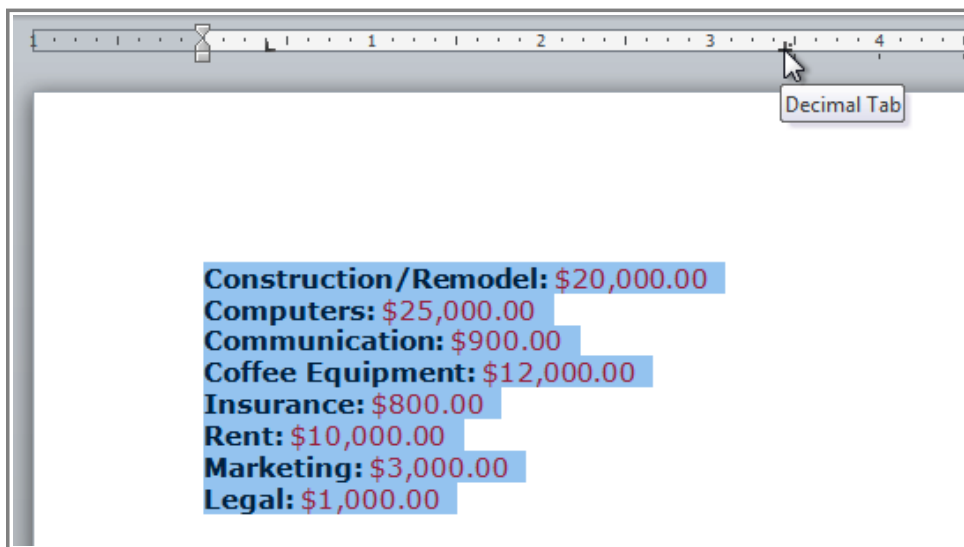 1 1 2 3 4
Decimal Tab
Construction/Remodel: $20,000.00
Computers: $25,000.00
Communication: $900.00
Coffee Equipment: $12,000.00
Insurance: $800.00
Rent: $10,000.00
Marketing: $3,000.00
Legal: $1,000.00